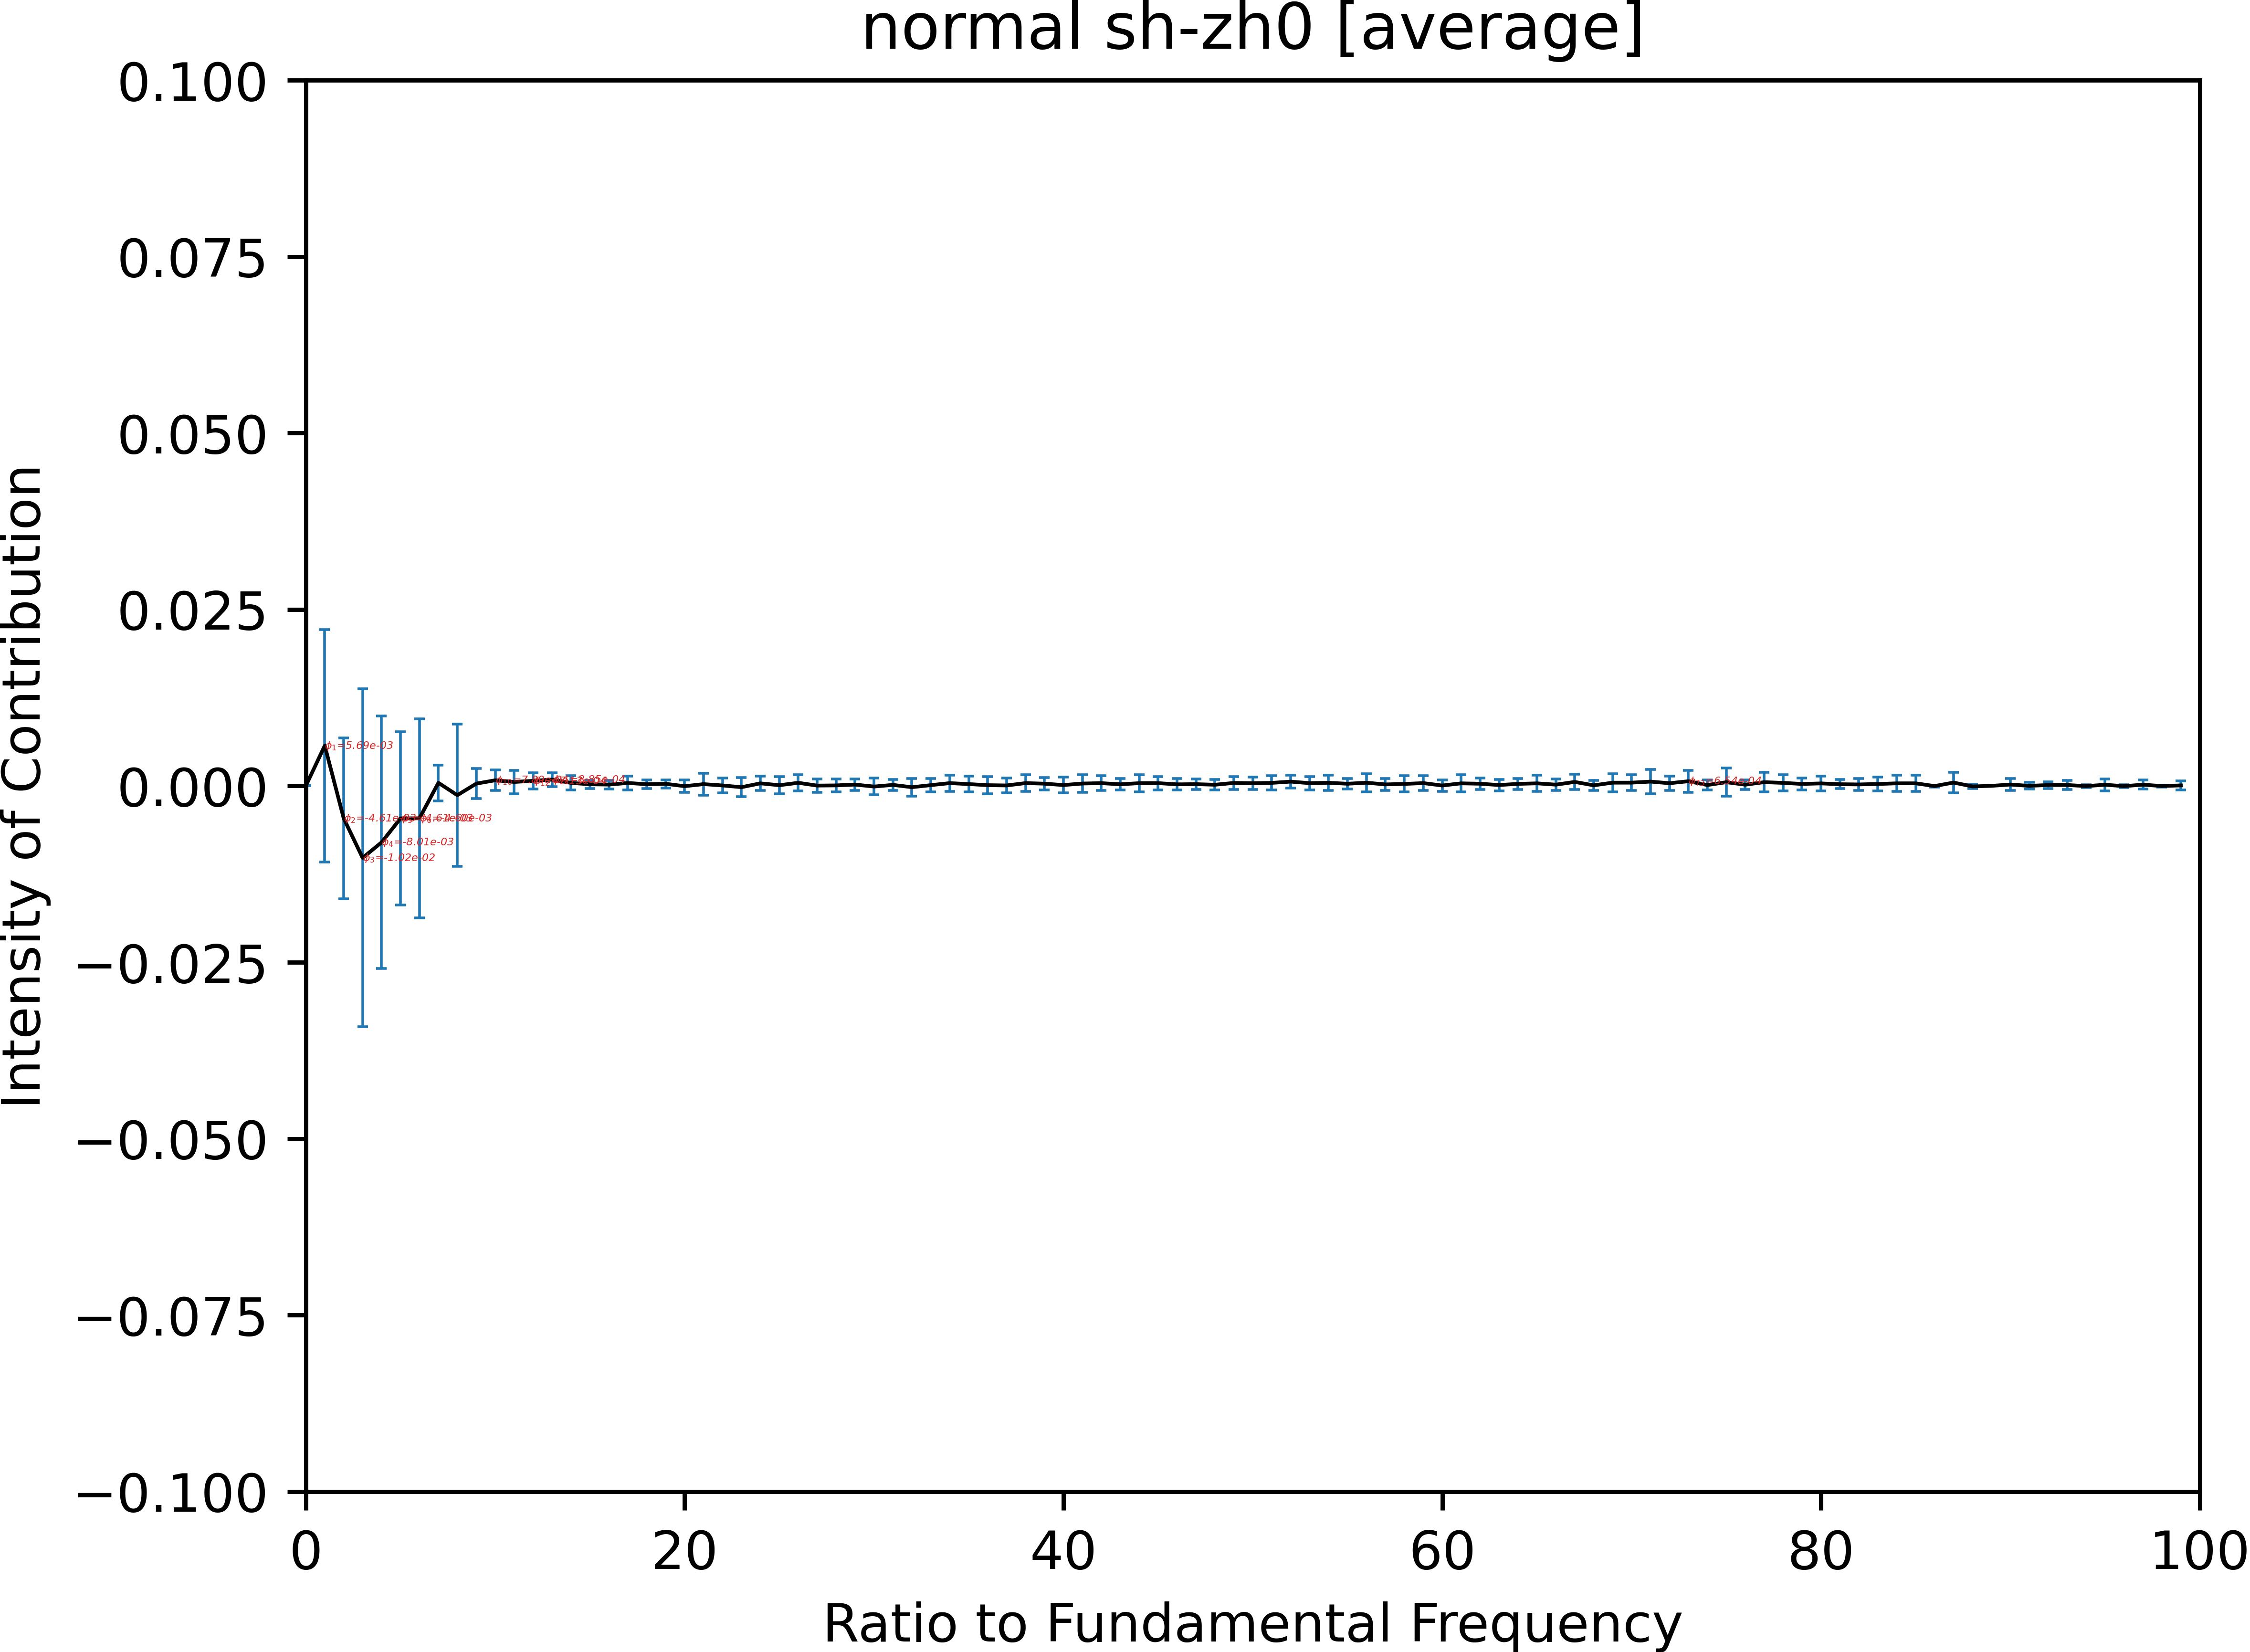 normal sh-zh0 [average]
0.100
0.075
0.050
0.025
0.000
−0.025
−0.050
−0.075
−0.100
Intensity of Contribution
ϕ₁=5.69e-03
ϕ₄=-8.01e-03
ϕ₃=-1.02e-02
0 20 40 60 80 100
Ratio to Fundamental Frequency